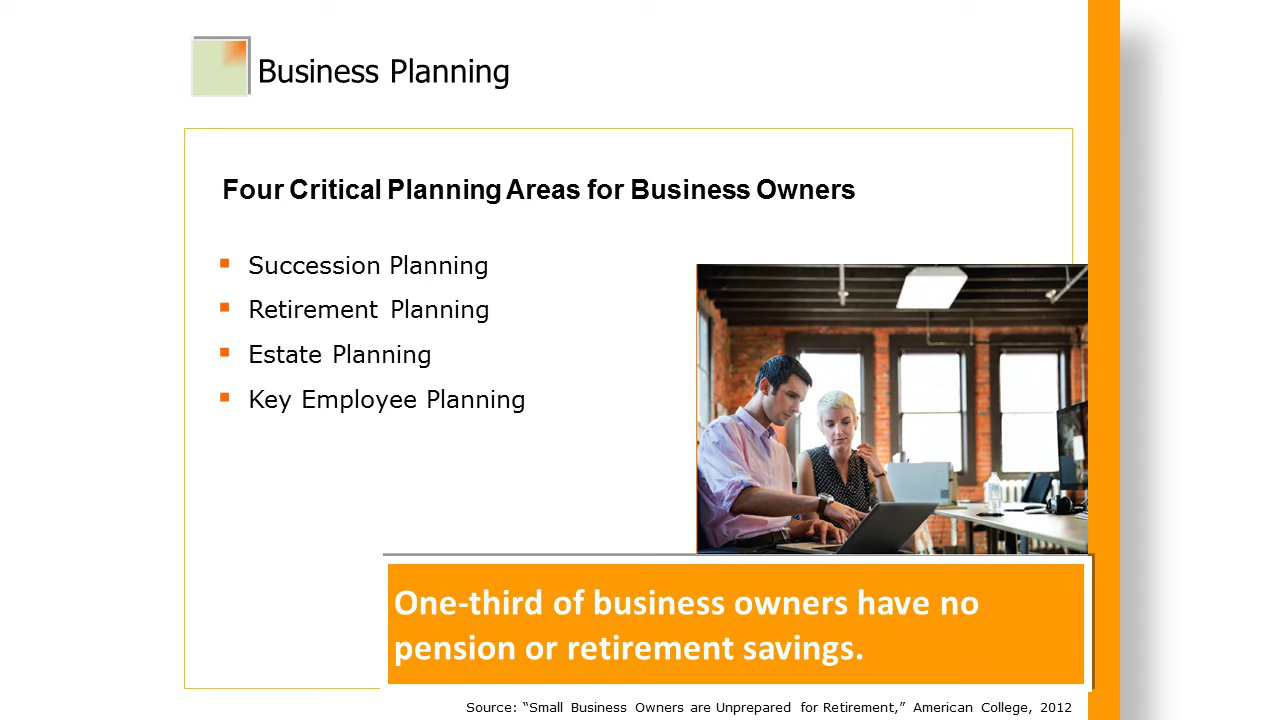 Business Planning
Four Critical Planning Areas for Business Owners
Succession Planning
Retirement Planning
Estate Planning
Key Employee Planning
One-third of business owners have no
pension or retirement savings.
Source: “Small Business Owners are Unprepared for Retirement,” American College, 2012